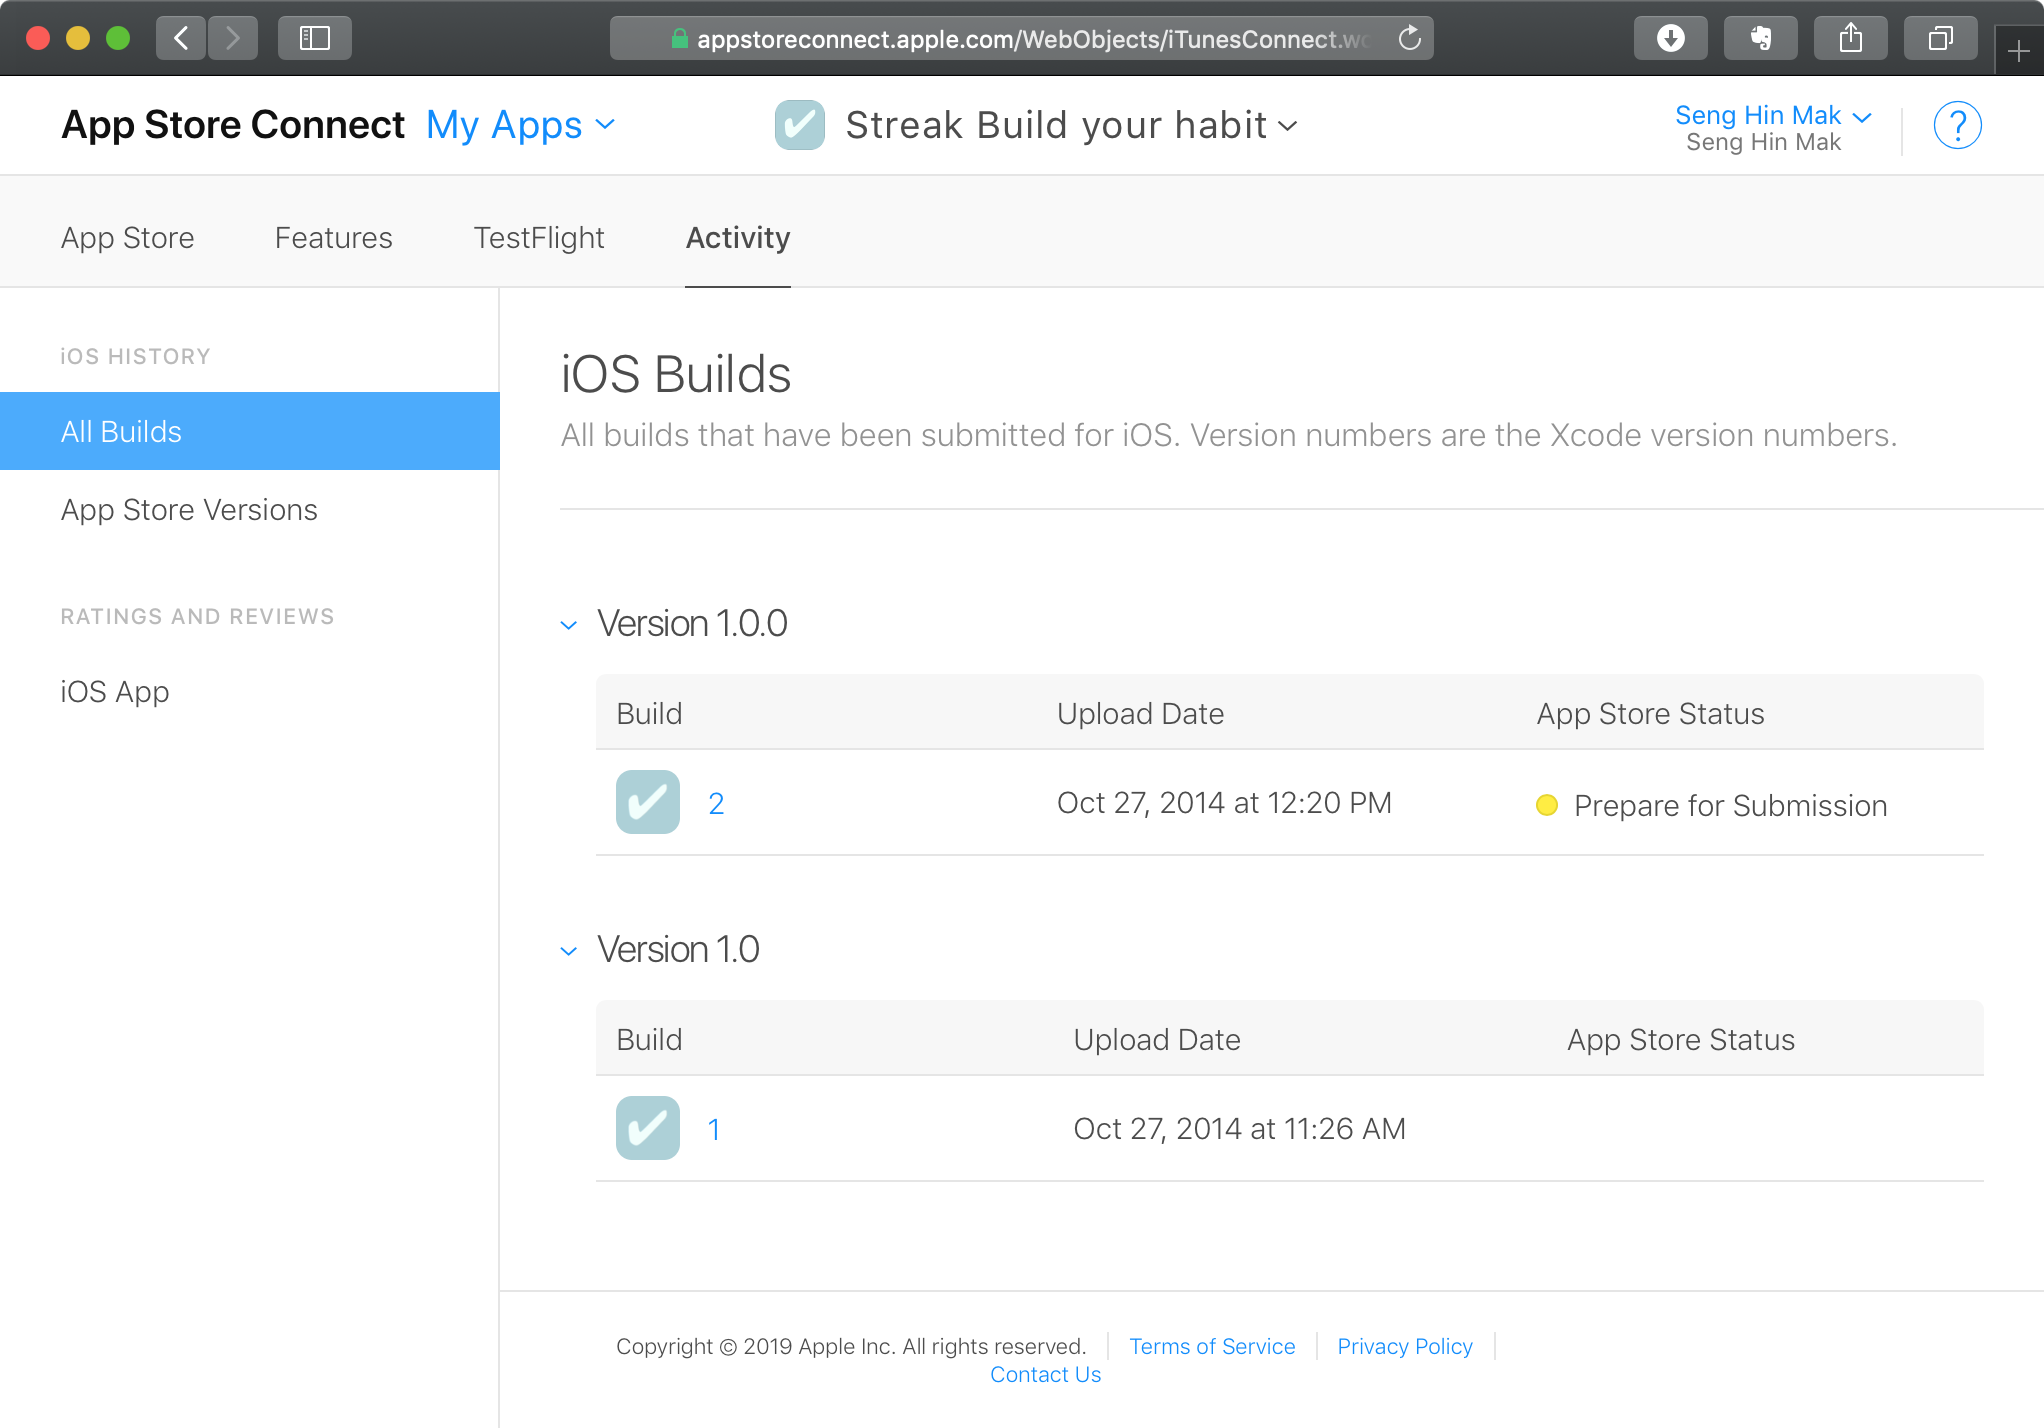 appstoreconnect.apple.com/WebObjects/iTunesConnect.wo
App Store Connect My Apps
Streak Build your habit
Seng Hin Mak
Seng Hin Mak
?
App Store Features TestFlight Activity
iOS HISTORY
All Builds
App Store Versions
RATINGS AND REVIEWS
iOS App
iOS Builds
All builds that have been submitted for iOS. Version numbers are the Xcode version numbers.
Version 1.0.0
Build Upload Date App Store Status
2 Oct 27, 2014 at 12:20 PM Prepare for Submission
Version 1.0
Build Upload Date App Store Status
1 Oct 27, 2014 at 11:26 AM
Copyright © 2019 Apple Inc. All rights reserved. Terms of Service Privacy Policy
Contact Us